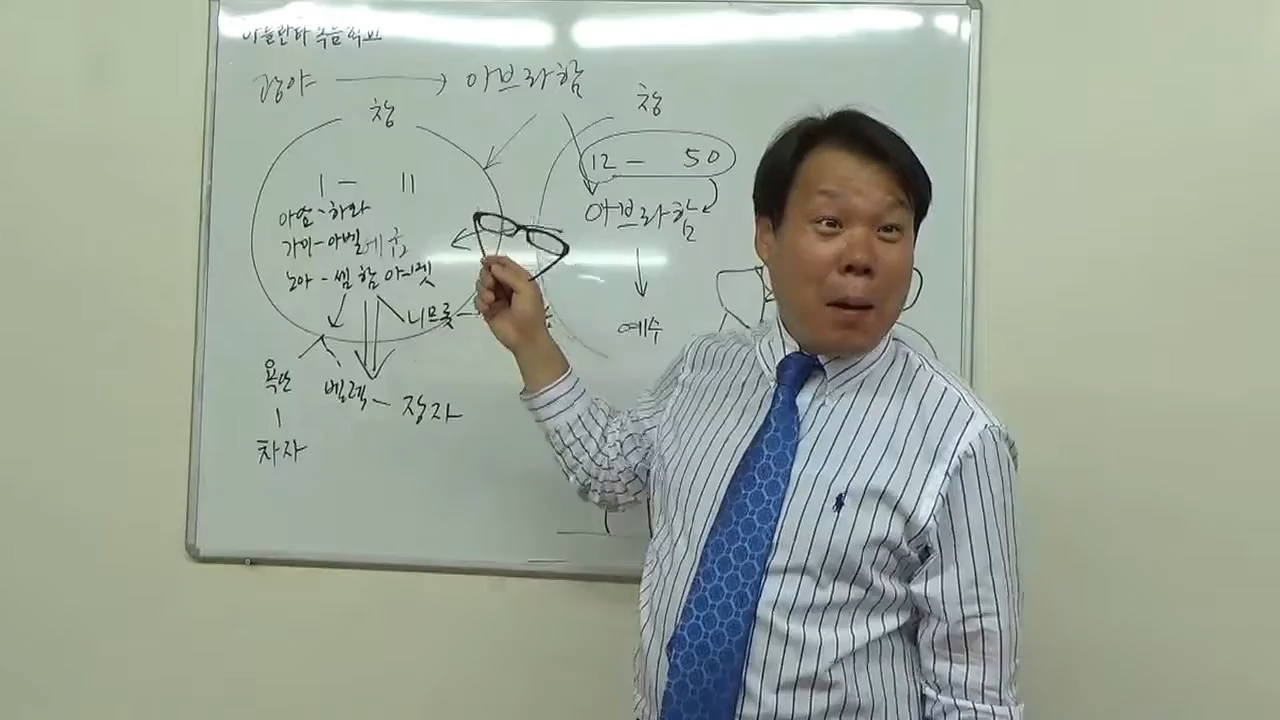 광야 → 아브라함
창
1 - 11
아담-하와
가인-아벨
노아-셈 함 야벳
니므롯
욕단
벨렉 - 장자
차자
창
12 - 50
아브라함
예수